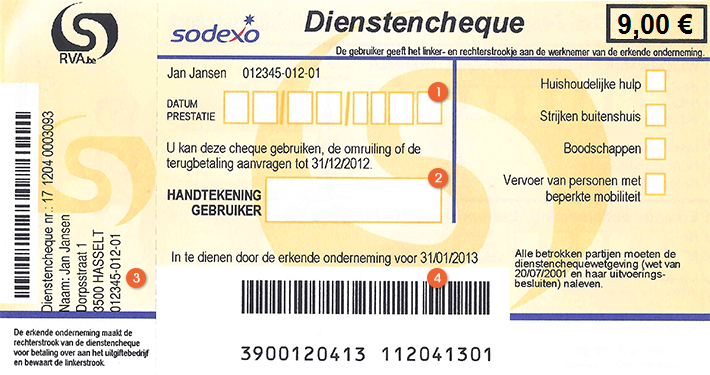 RVA.be
sodexo
Dienstencheque
9,00 €
De gebruiker geeft het linker- en rechterstrookje aan de werknemer van de erkende onderneming.
Jan Jansen 012345-012-01
DATUM
PRESTATIE
1
U kan deze cheque gebruiken, de omruiling of de
terugbetaling aanvragen tot 31/12/2012.
HANDTEKENING
GEBRUIKER
2
In te dienen door de erkende onderneming voor 31/01/2013
4
3900120413 112041301
Huishoudelijke hulp
Strijken buitenshuis
Boodschappen
Vervoer van personen met
beperkte mobiliteit
Alle betrokken partijen moeten de
dienstenchequewetgeving (wet van
20/07/2001 en haar uitvoerings-
besluiten) naleven.
Dienstencheque nr.: 17 1204 0003093
Naam: Jan Jansen
Dorpsstraat 1
3500 HASSELT
012345-012-01
3
De erkende onderneming maakt de
rechterstrook van de dienstencheque
voor betaling over aan het uitgiftebedrijf
en bewaart de linkerstrook.